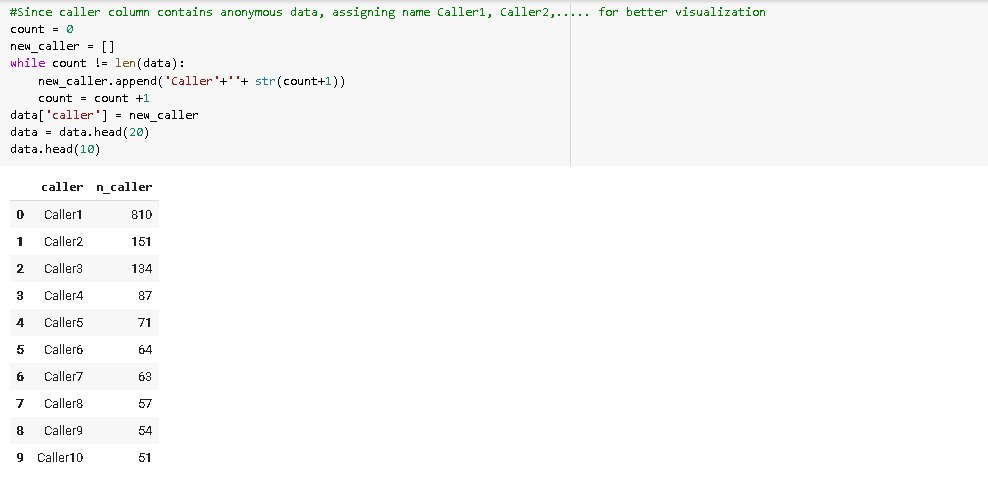 #Since caller column contains anonymous data, assigning name Caller1, Caller2,..... for better visualization
count = 0
new_caller = []
while count != len(data):
    new_caller.append('Caller'+''+ str(count+1))
    count = count +1
data['caller'] = new_caller
data = data.head(20)
data.head(10)
caller n_caller
0 Caller1 810
1 Caller2 151
2 Caller3 134
3 Caller4 87
4 Caller5 71
5 Caller6 64
6 Caller7 63
7 Caller8 57
8 Caller9 54
9 Caller10 51